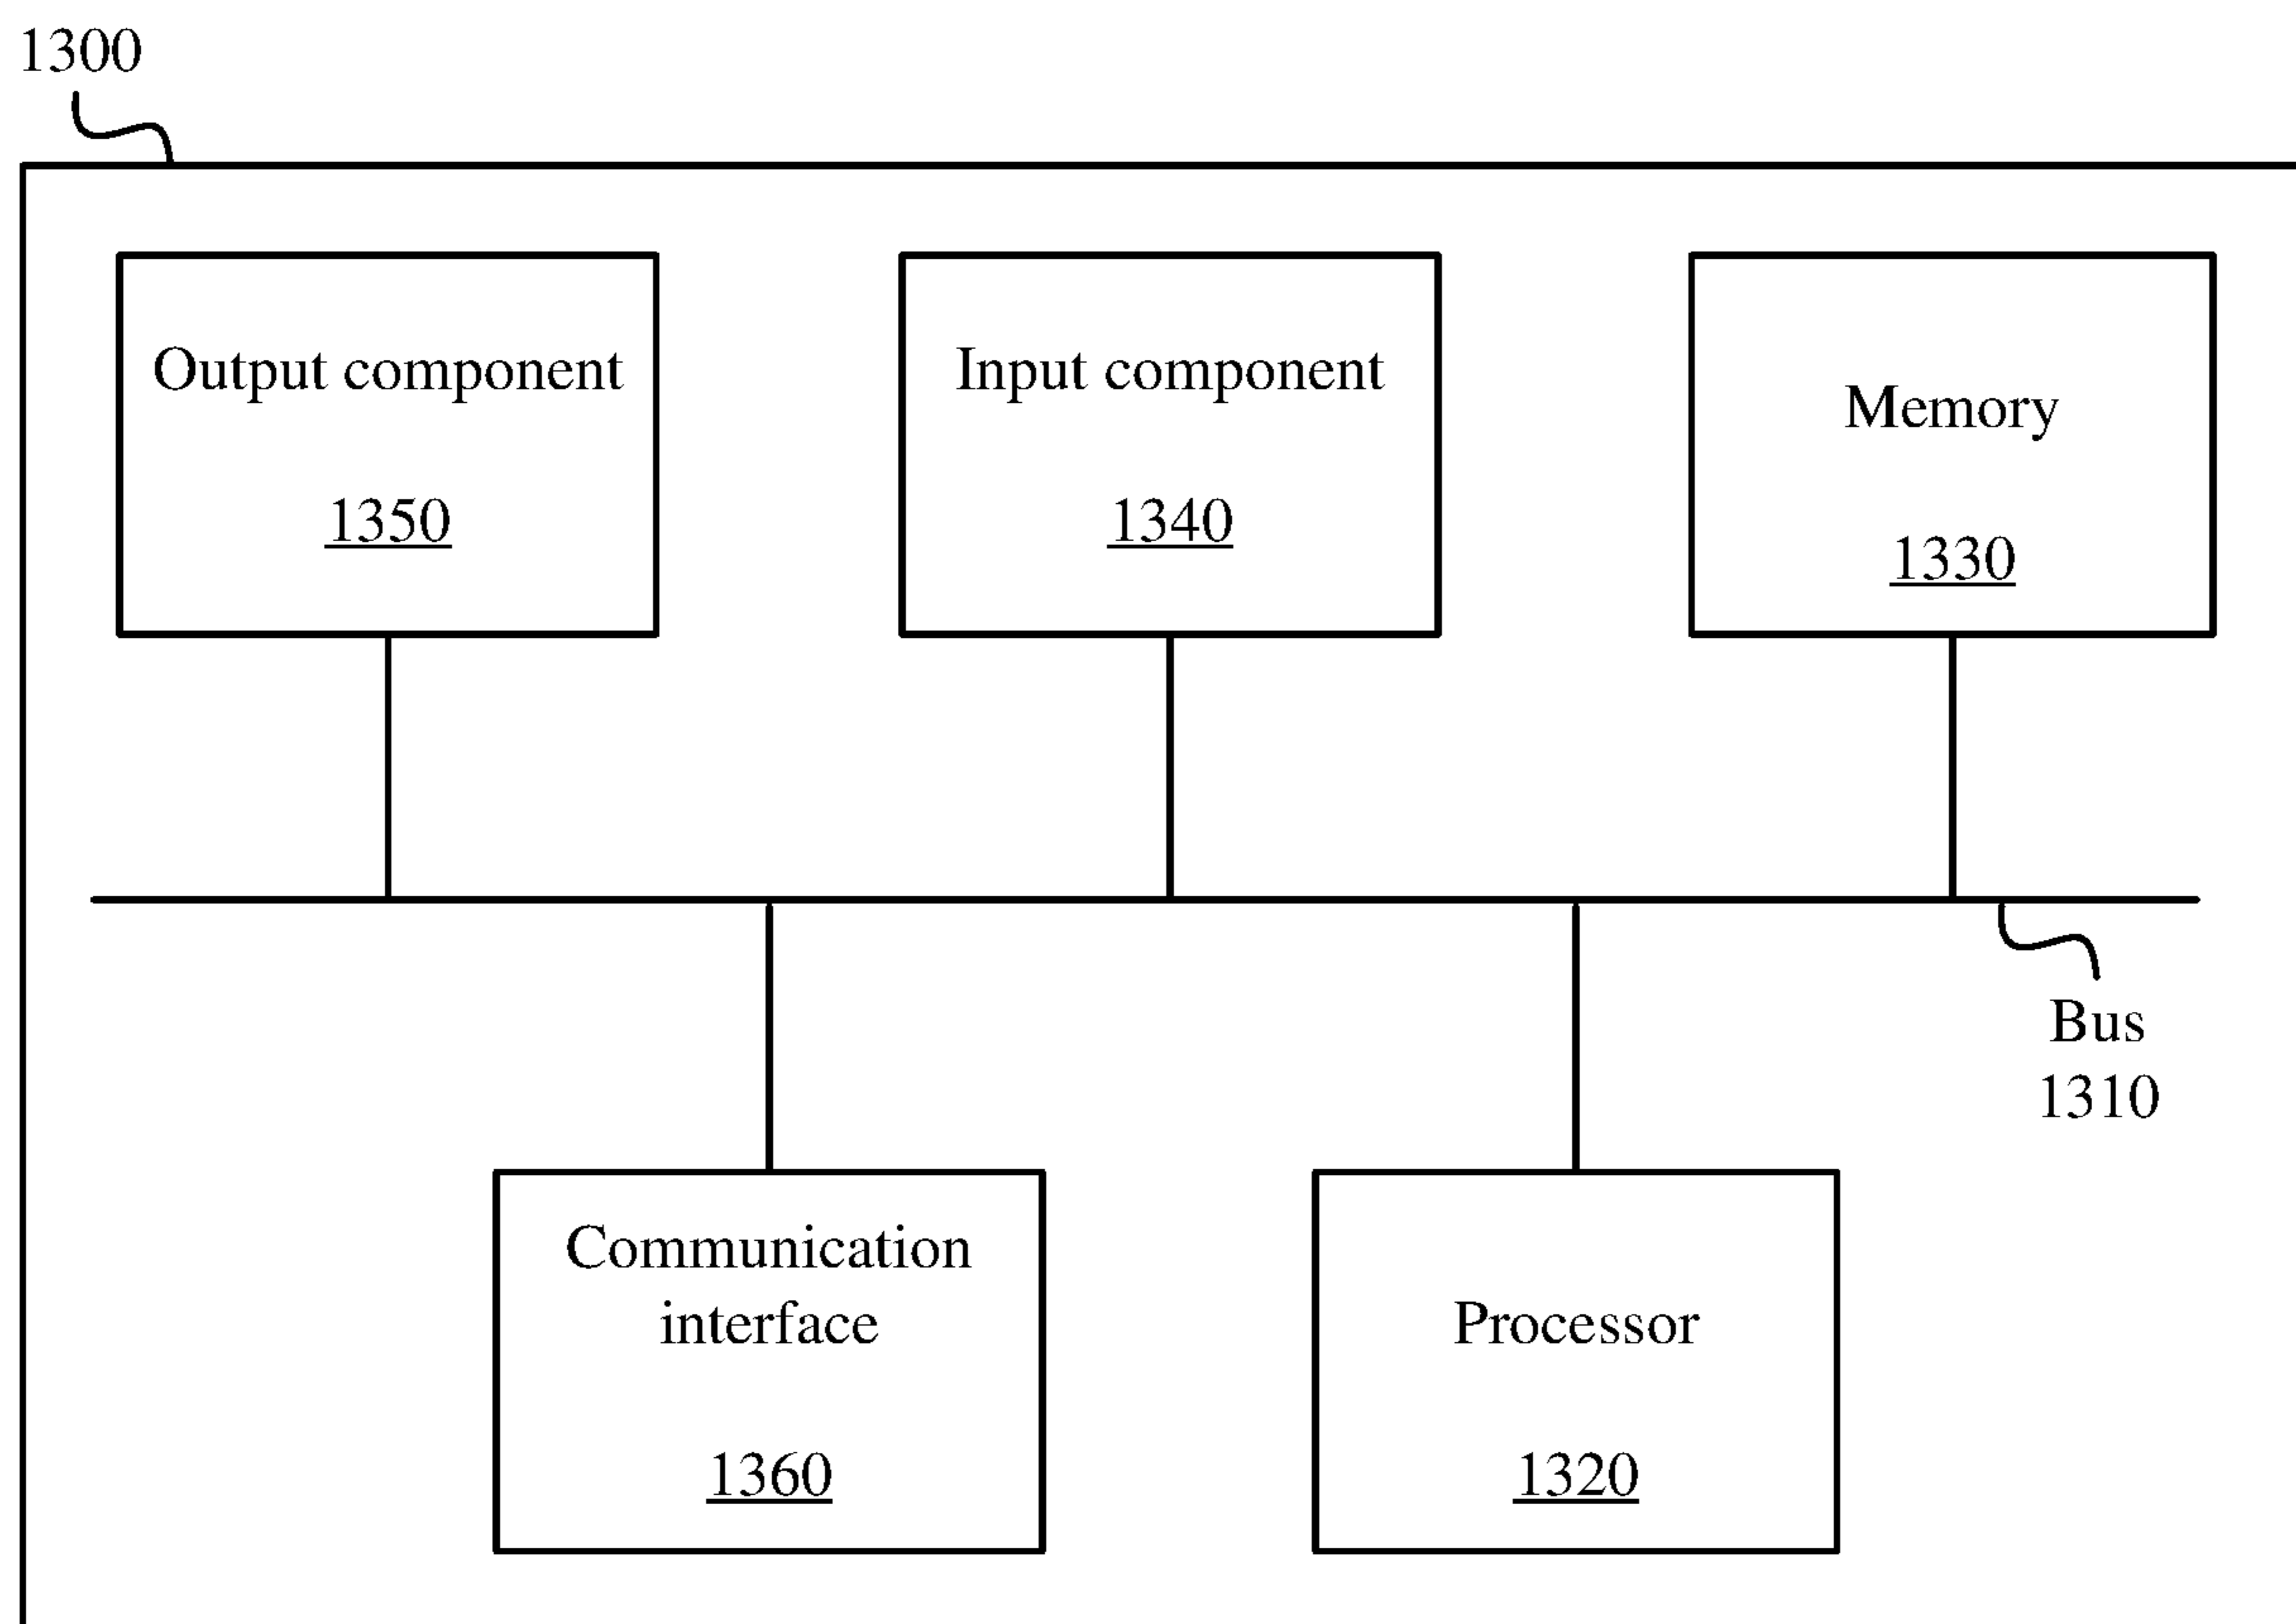 1300
Output component
1350
Input component
1340
Memory
1330
Bus
1310
Communication
interface
1360
Processor
1320